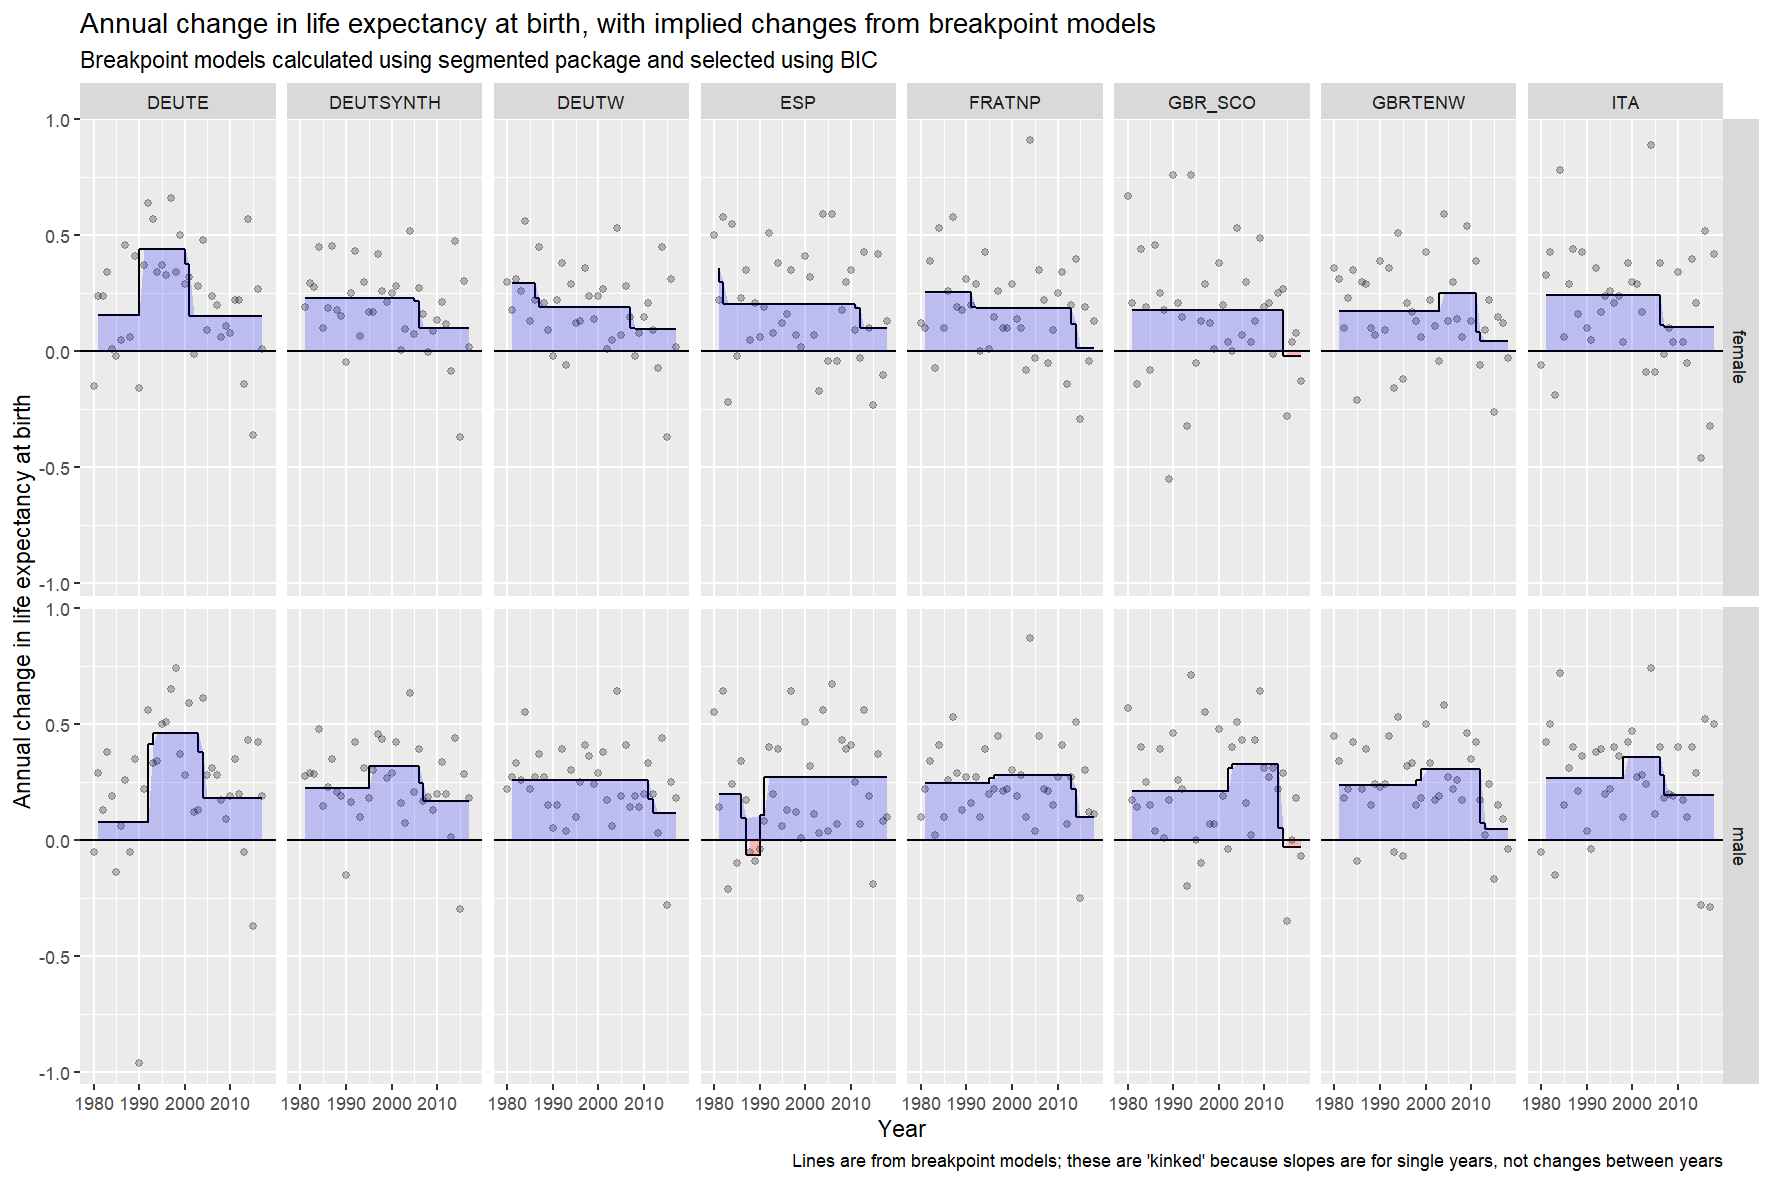 Annual change in life expectancy at birth, with implied changes from breakpoint models
Breakpoint models calculated using segmented package and selected using BIC
DEUTE DEUTSYNTH DEUTW ESP FRATNP GBR_SCO GBRTENW ITA
1.0
0.5
0.0
-0.5
-1.0
female
1.0
0.5
0.0
-0.5
-1.0
male
Annual change in life expectancy at birth
1980 1990 2000 2010 1980 1990 2000 2010 1980 1990 2000 2010 1980 1990 2000 2010 1980 1990 2000 2010 1980 1990 2000 2010 1980 1990 2000 2010 1980 1990 2000 2010
Year
Lines are from breakpoint models; these are 'kinked' because slopes are for single years, not changes between years